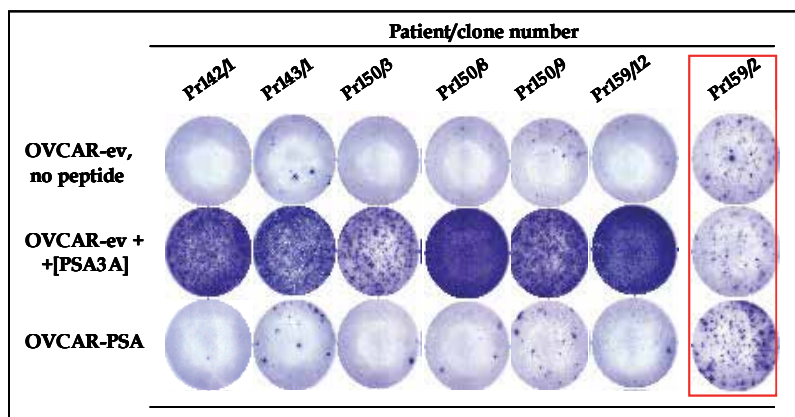 Patient/clone number
Pr142/1 Pr143/1 Pr150/3 Pr150/8 Pr150/9 Pr159/12 Pr159/2
OVCAR-ev,
no peptide
OVCAR-ev +
+[PSA3A]
OVCAR-PSA